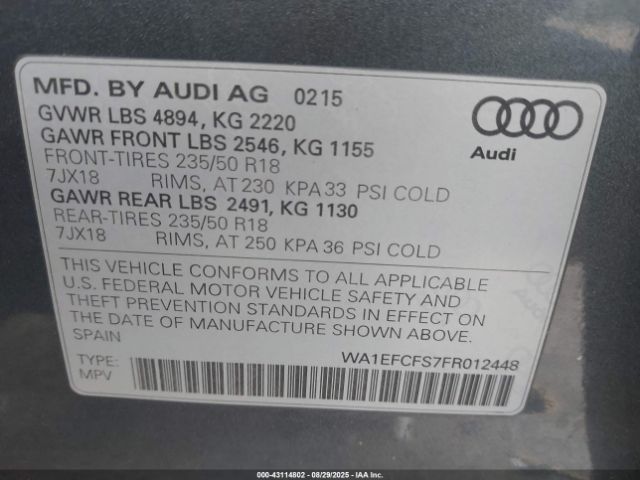 MFD. BY AUDI AG 0215
GVWR LBS 4894, KG 2220
GAWR FRONT LBS 2546, KG 1155
FRONT-TIRES 235/50 R18
7JX18 RIMS, AT 230 KPA 33 PSI COLD
GAWR REAR LBS 2491, KG 1130
REAR-TIRES 235/50 R18
7JX18 RIMS, AT 250 KPA 36 PSI COLD
Audi
THIS VEHICLE CONFORMS TO ALL APPLICABLE
U.S. FEDERAL MOTOR VEHICLE SAFETY AND
THEFT PREVENTION STANDARDS IN EFFECT ON
THE DATE OF MANUFACTURE SHOWN ABOVE.
SPAIN
TYPE: WA1EFCFS7FR012448
MPV
000-43114802 - 08/29/2025 - IAA Inc.